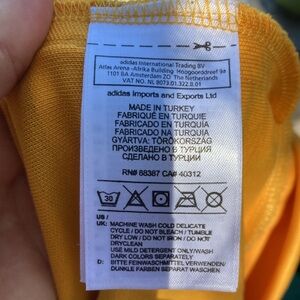 adidas International Trading BV
Atlas Arena -Afrika Building Hoogoorddreef 9a
1101 BA Amsterdam ZO The Netherlands
VAT NO. NL 8073.01.322.B.01
adidas Imports and Exports Ltd
MADE IN TURKEY
FABRIQUÉ EN TURQUIE
FABRICADO EN TURQUÍA
FABRICADO NA TURQUIA
GYÁRTVA: TÖRÖKORSZÁG
ПРОИЗВЕДЕНО В ТУРЦИЯ
СДЕЛАНО В ТУРЦИИ
RN# 88387 CA# 40312
30
US /
UK: MACHINE WASH COLD DELICATE
CYCLE / DO NOT BLEACH / TUMBLE
DRY LOW / DO NOT IRON / DO NOT
DRYCLEAN
USE MILD DETERGENT ONLY/WASH
DARK COLORS SEPARATELY
D: BITTE FEINWASCHMITTEL VERWENDEN/
DUNKLE FARBEN SEPARAT WASCHEN